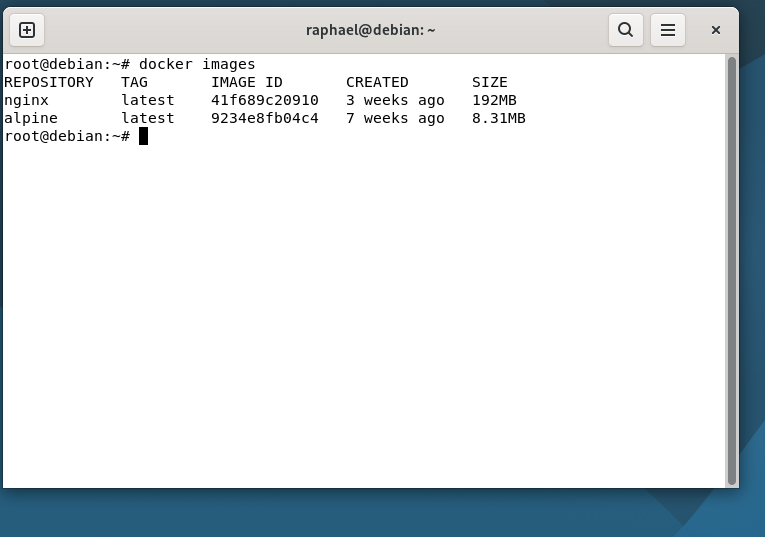 raphael@debian: ~
root@debian:~# docker images
REPOSITORY   TAG       IMAGE ID       CREATED       SIZE
nginx        latest    41f689c20910   3 weeks ago   192MB
alpine       latest    9234e8fb04c4   7 weeks ago   8.31MB
root@debian:~#